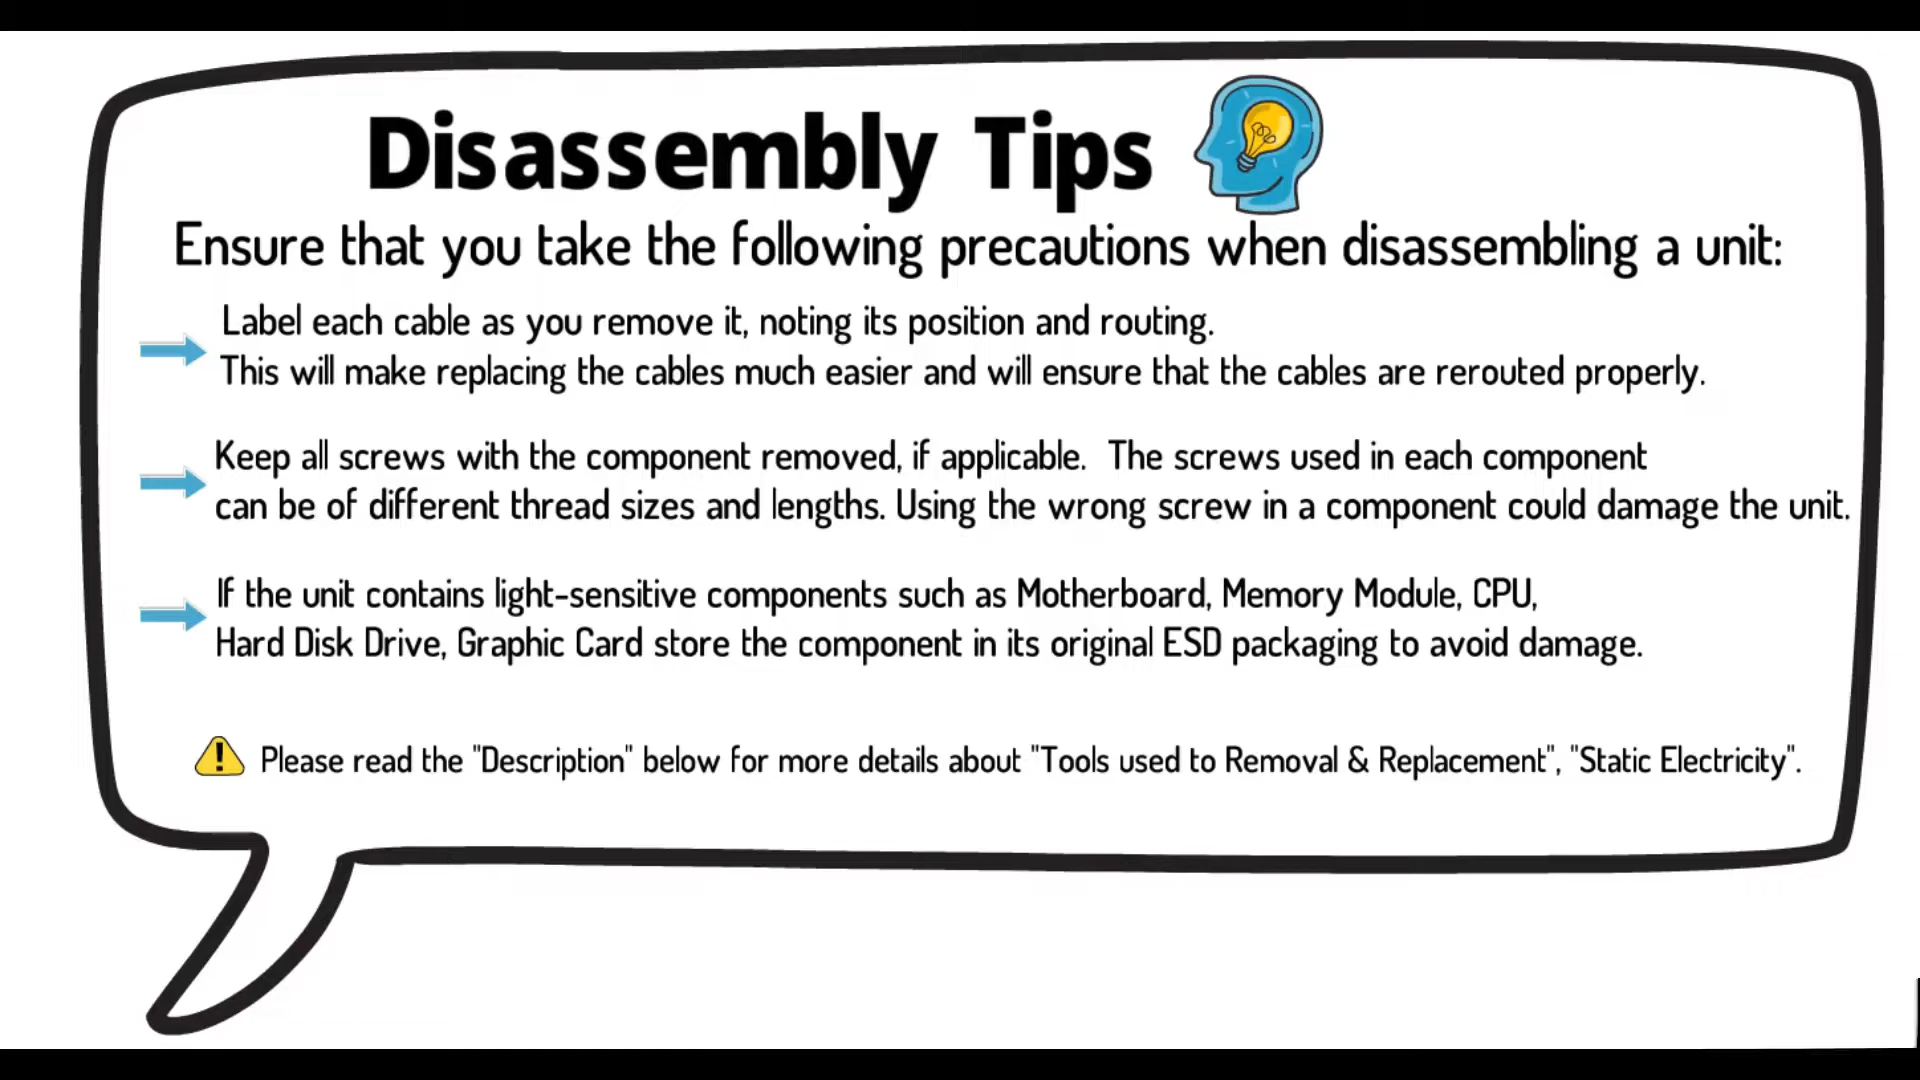 Disassembly Tips
Ensure that you take the following precautions when disassembling a unit:
Label each cable as you remove it, noting its position and routing.
This will make replacing the cables much easier and will ensure that the cables are rerouted properly.
Keep all screws with the component removed, if applicable. The screws used in each component
can be of different thread sizes and lengths. Using the wrong screw in a component could damage the unit.
If the unit contains light-sensitive components such as Motherboard, Memory Module, CPU,
Hard Disk Drive, Graphic Card store the component in its original ESD packaging to avoid damage.
Please read the "Description" below for more details about "Tools used to Removal & Replacement", "Static Electricity".